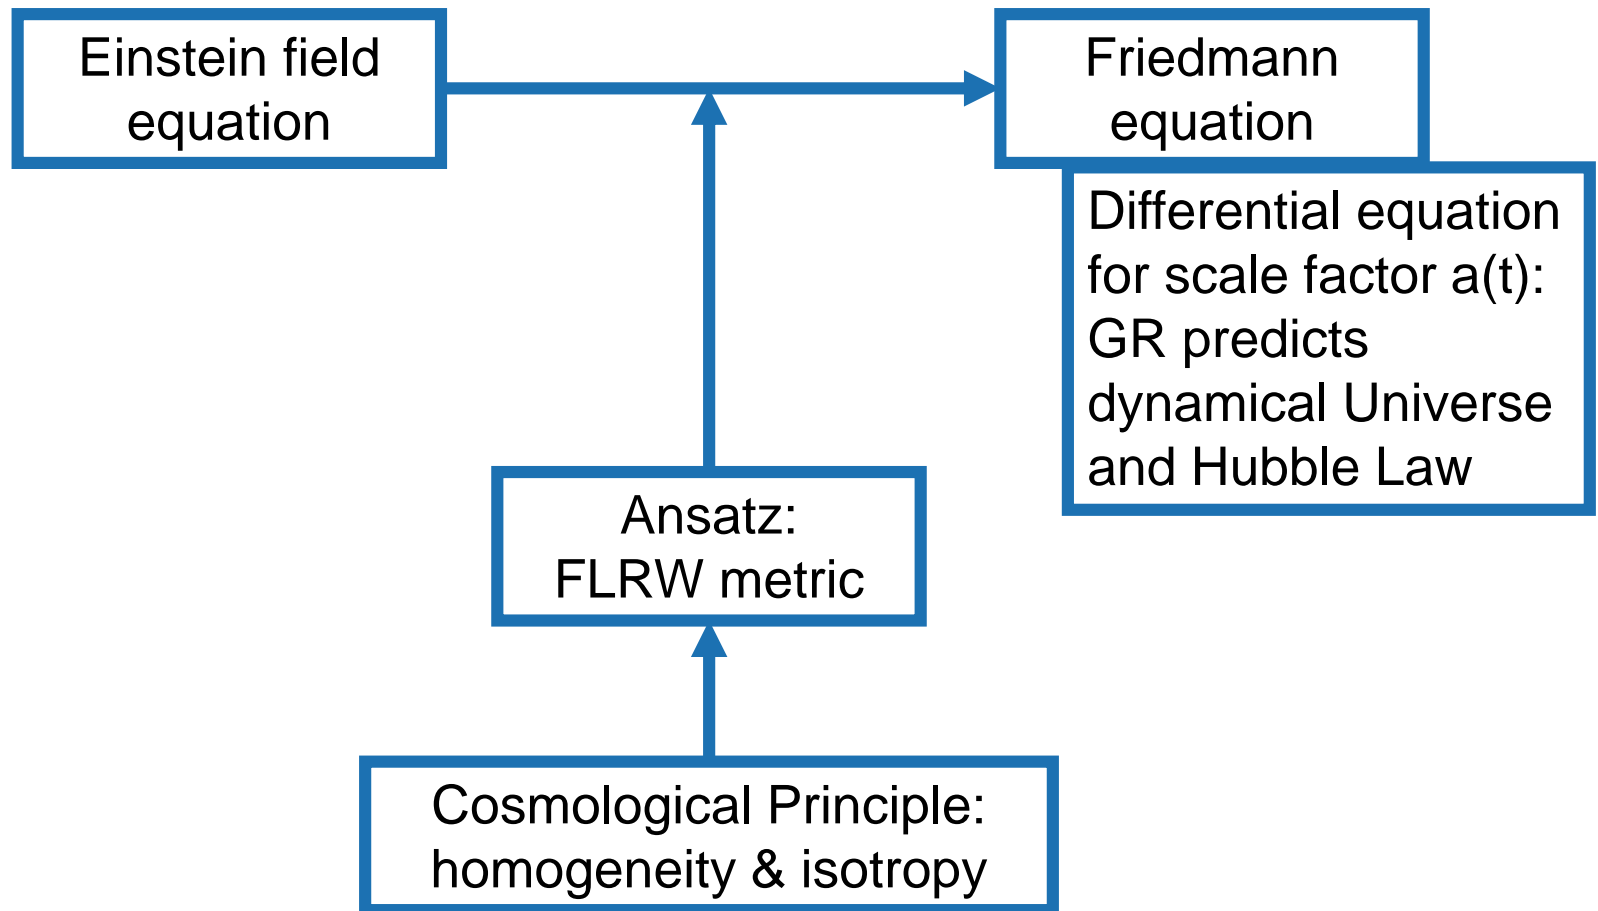 Einstein field
equation
Friedmann
equation
Differential equation
for scale factor a(t):
GR predicts
dynamical Universe
and Hubble Law
Ansatz:
FLRW metric
Cosmological Principle:
homogeneity & isotropy